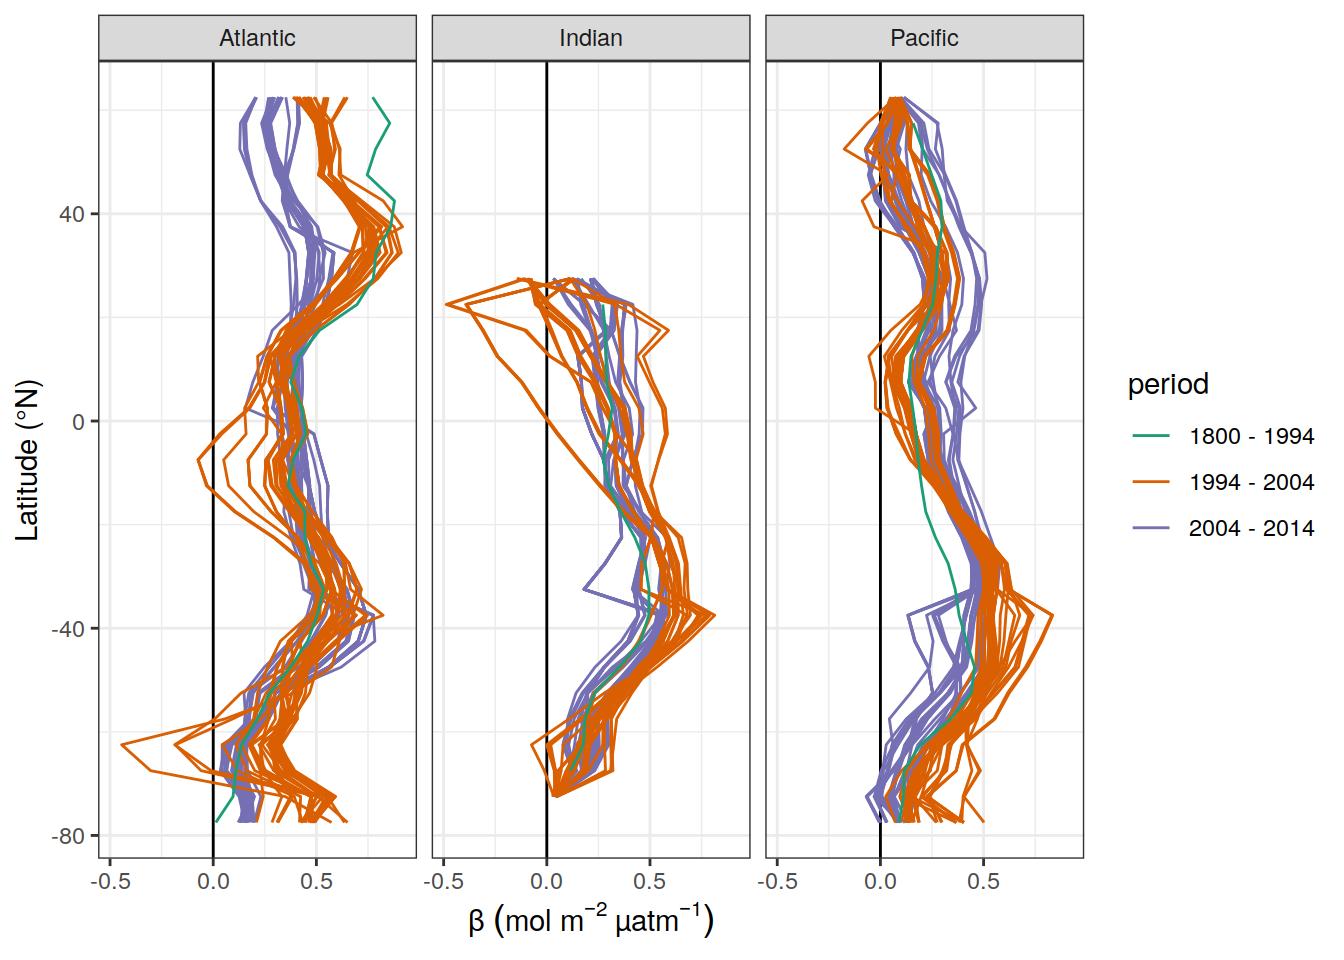 Atlantic Indian Pacific
40
0
-40
-80
Latitude (°N)
-0.5 0.0 0.5 -0.5 0.0 0.5 -0.5 0.0 0.5
β (mol m⁻² µatm⁻¹)
period
1800 - 1994
1994 - 2004
2004 - 2014